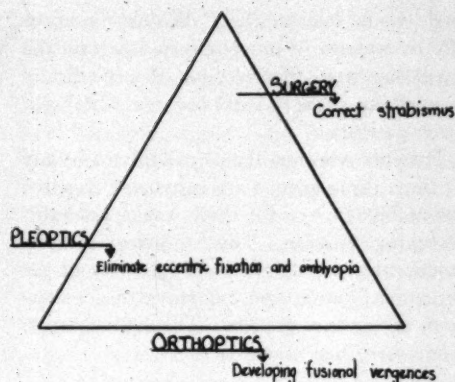 SURGERY
Correct strabismus
PLEOPTICS
Eliminate eccentric fixation and amblyopia
ORTHOPTICS
Developing fusional vergences